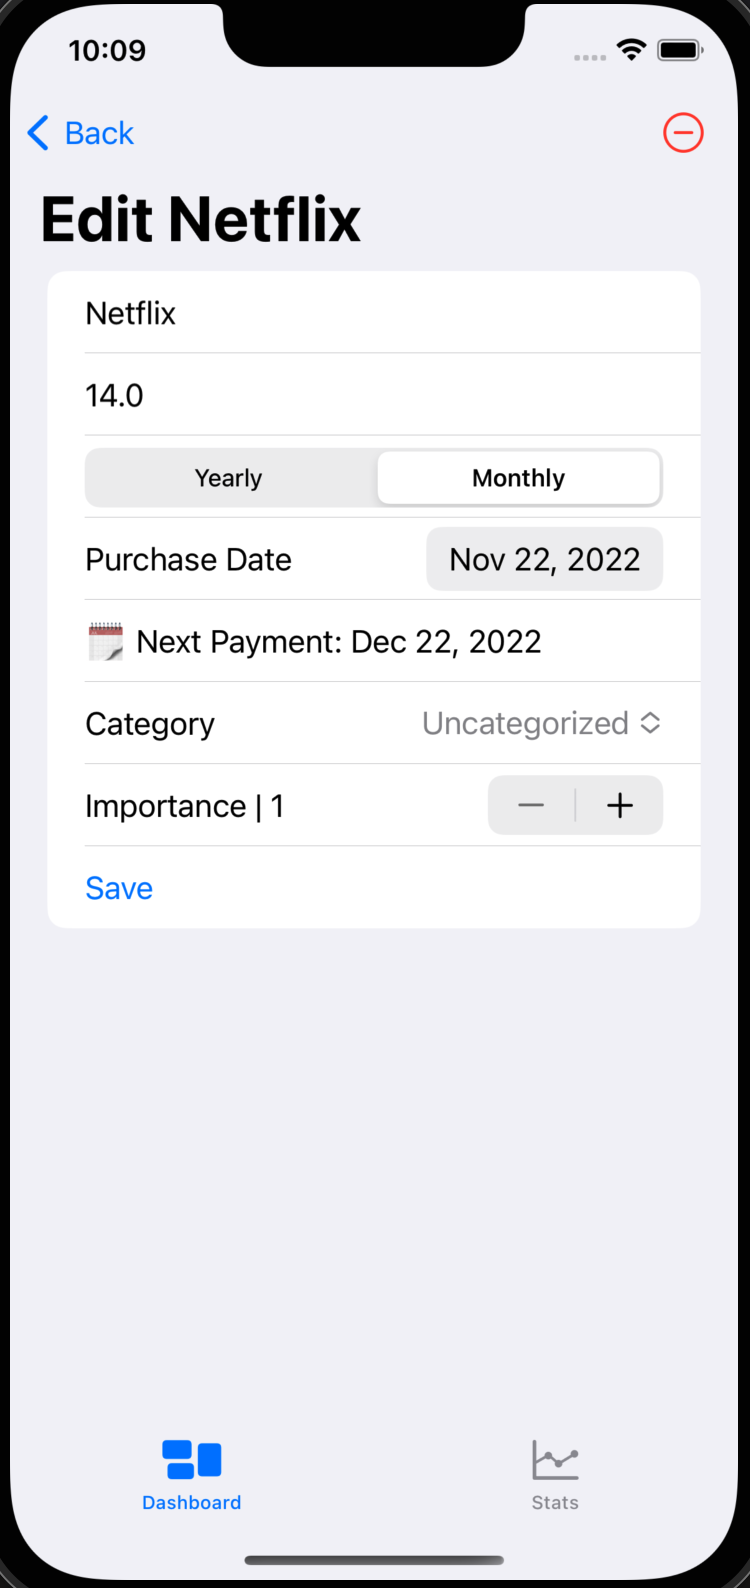 10:09
Back
Edit Netflix
Netflix
14.0
Yearly Monthly
Purchase Date Nov 22, 2022
Next Payment: Dec 22, 2022
Category Uncategorized
Importance | 1
Save
Dashboard Stats